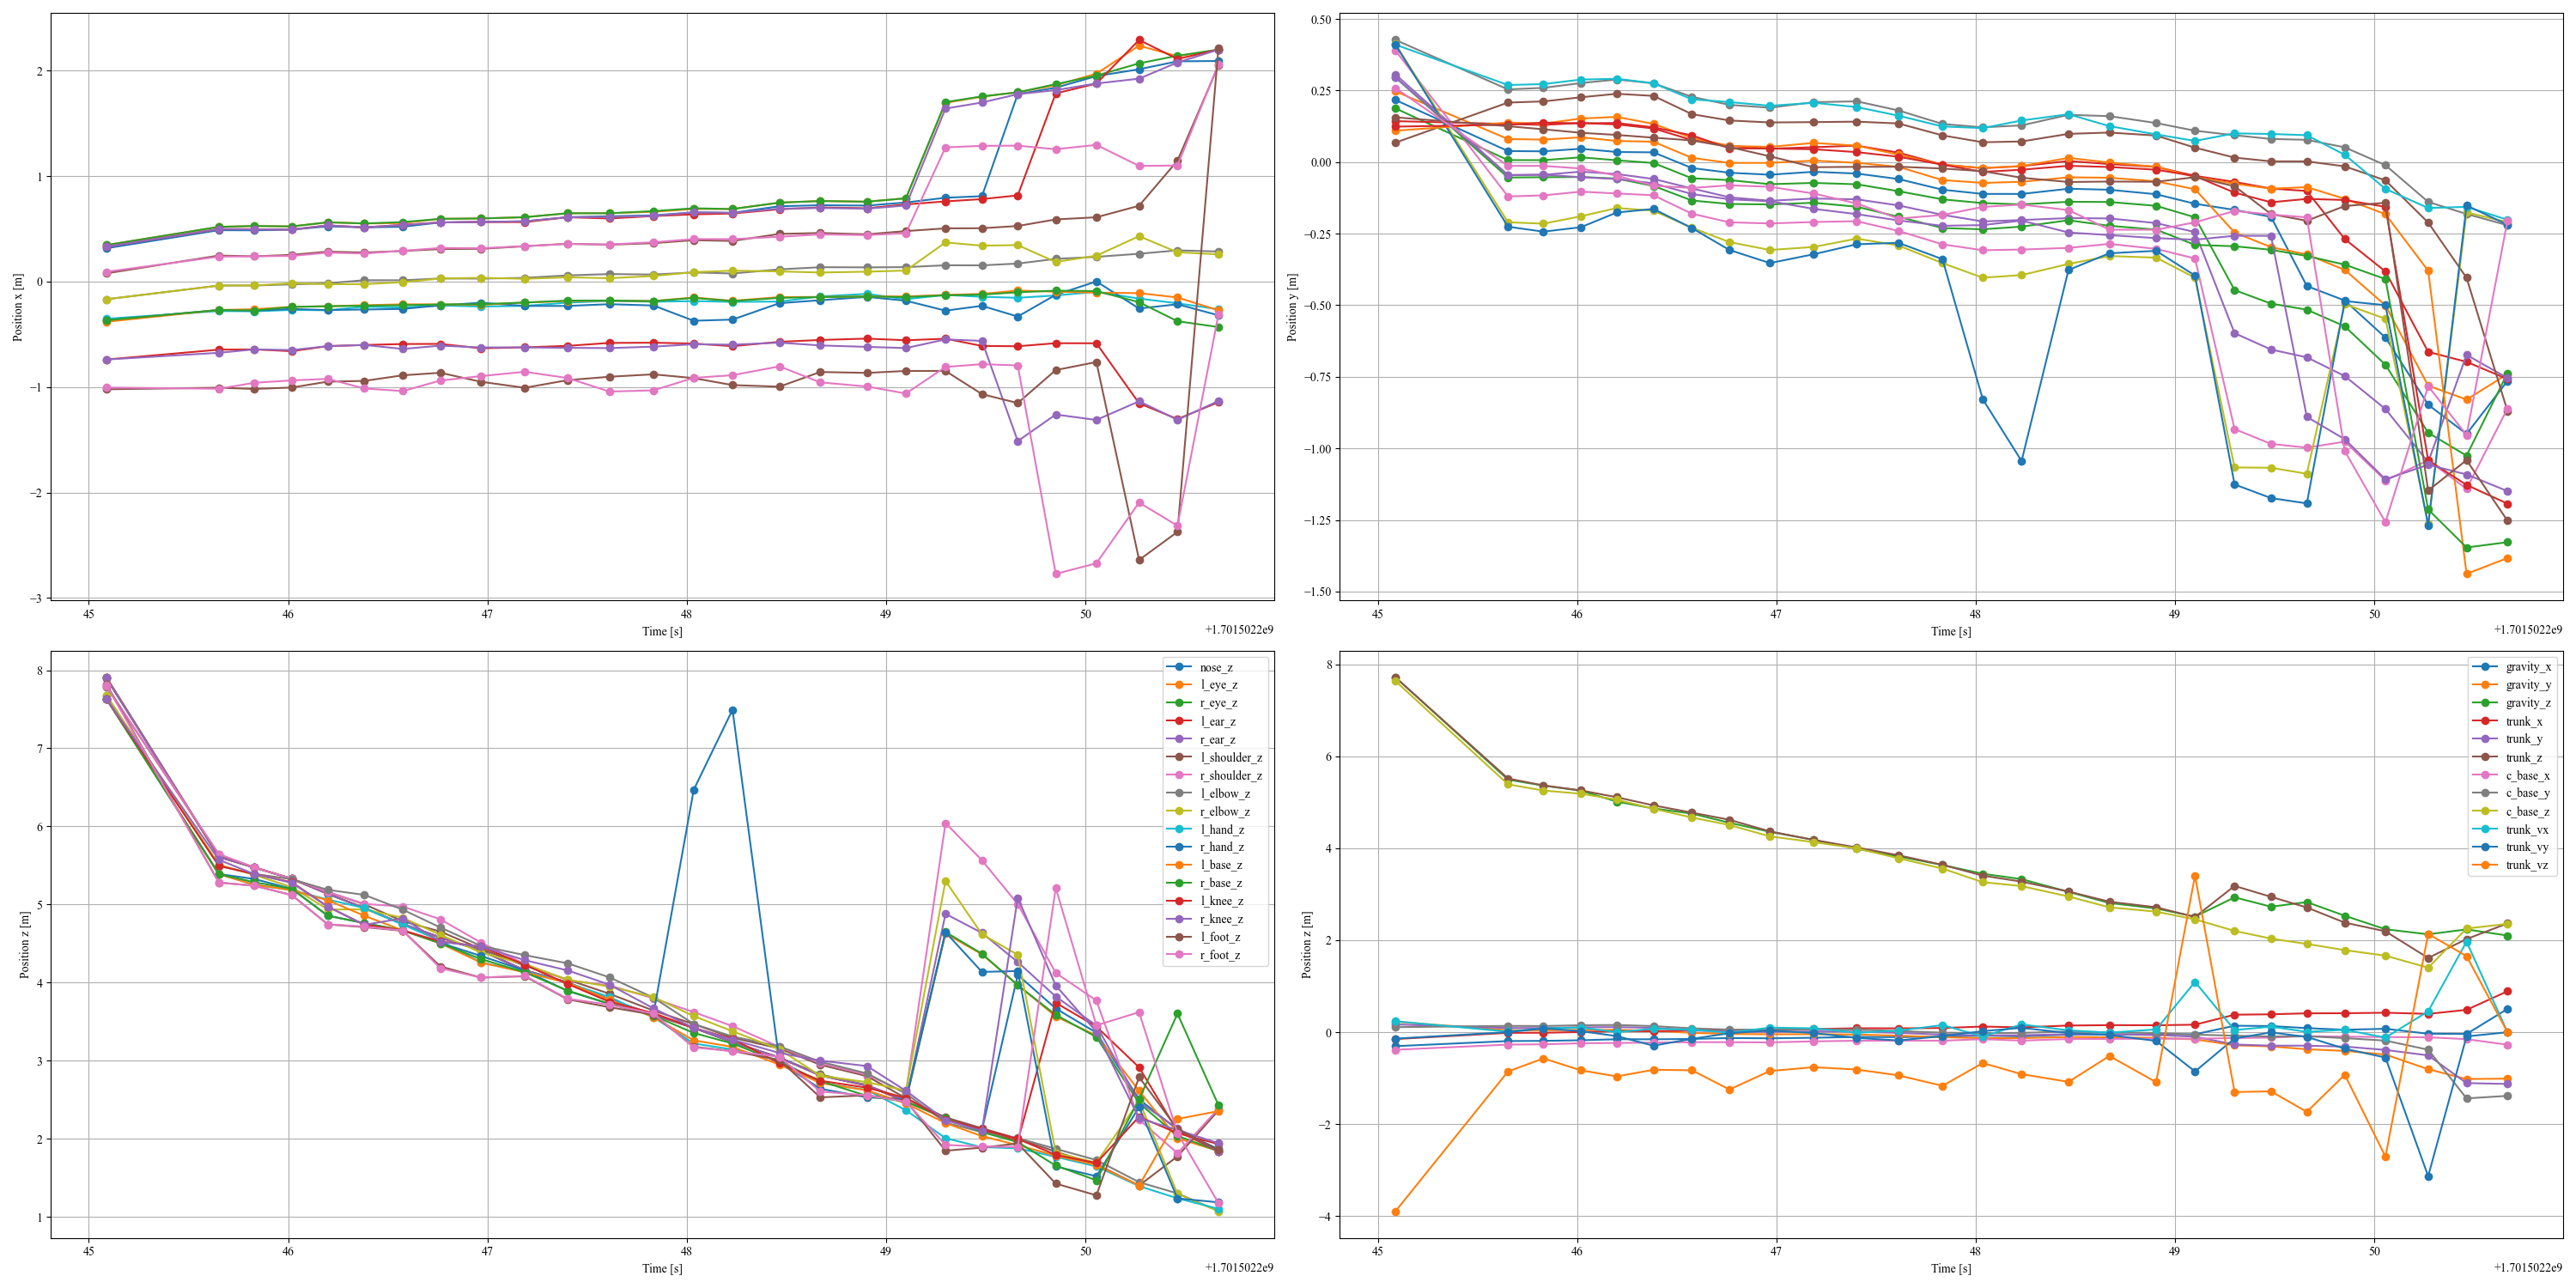 Position x [m]
2
1
0
−1
−2
−3
45
46
47
48
49
50
Time [s]
+1.7015022e9
Position y [m]
0.50
0.25
0.00
−0.25
−0.50
−0.75
−1.00
−1.25
−1.50
45
46
47
48
49
50
Time [s]
+1.7015022e9
Position z [m]
8
7
6
5
4
3
2
1
nose_z
l_eye_z
r_eye_z
l_ear_z
r_ear_z
l_shoulder_z
r_shoulder_z
l_elbow_z
r_elbow_z
l_hand_z
r_hand_z
l_base_z
r_base_z
l_knee_z
r_knee_z
l_foot_z
r_foot_z
45
46
47
48
49
50
Time [s]
+1.7015022e9
Position z [m]
8
6
4
2
0
−2
−4
gravity_x
gravity_y
gravity_z
trunk_x
trunk_y
trunk_z
c_base_x
c_base_y
c_base_z
trunk_vx
trunk_vy
trunk_vz
45
46
47
48
49
50
Time [s]
+1.7015022e9